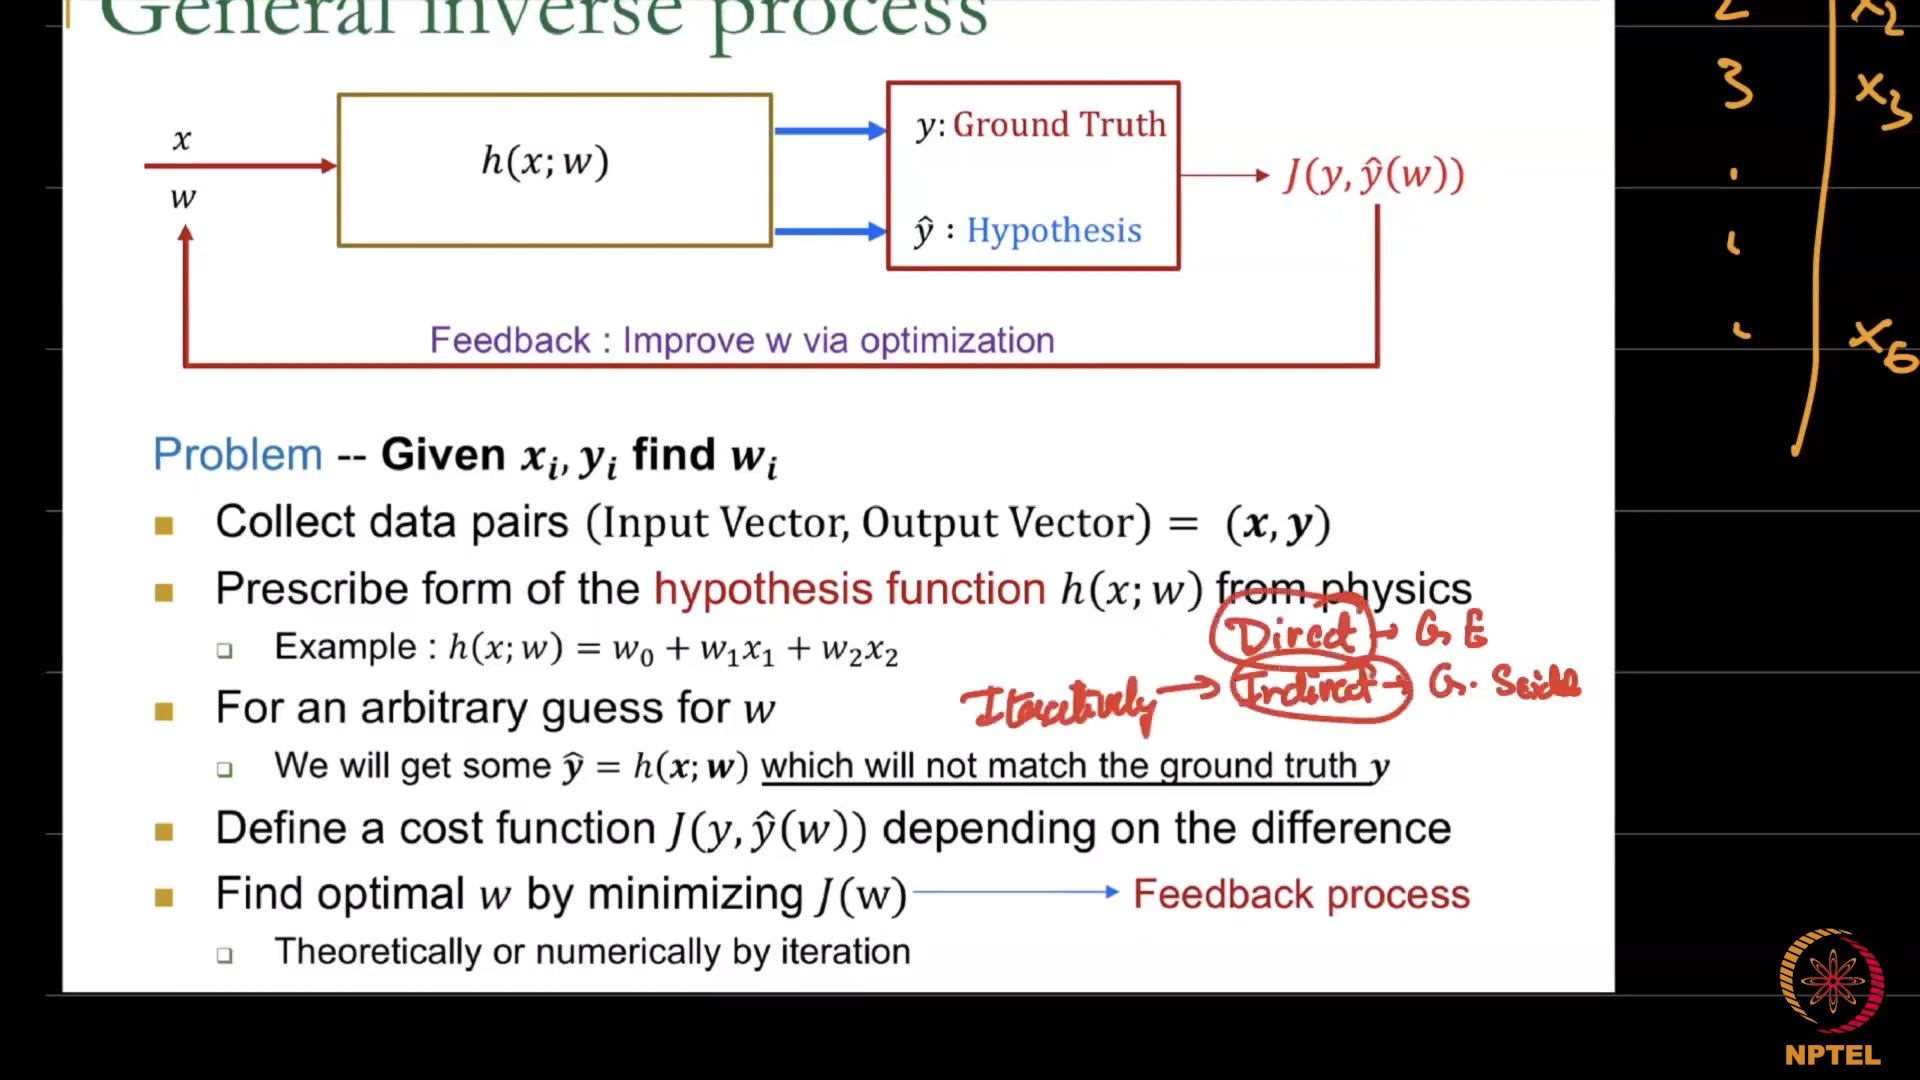 General inverse process
x
w
h(x; w)
y: Ground Truth
ŷ : Hypothesis
J(y, ŷ(w))
Feedback : Improve w via optimization
2 x2
3 x3
x6
Problem -- Given xᵢ, yᵢ find wᵢ
Collect data pairs (Input Vector, Output Vector) = (x, y)
Prescribe form of the hypothesis function h(x; w) from physics
Direct → G E
Example : h(x; w) = w₀ + w₁x₁ + w₂x₂
Iteratively → Indirect → G. Seidel
For an arbitrary guess for w
We will get some ŷ = h(x; w) which will not match the ground truth y
Define a cost function J(y, ŷ(w)) depending on the difference
Find optimal w by minimizing J(w) → Feedback process
Theoretically or numerically by iteration
NPTEL